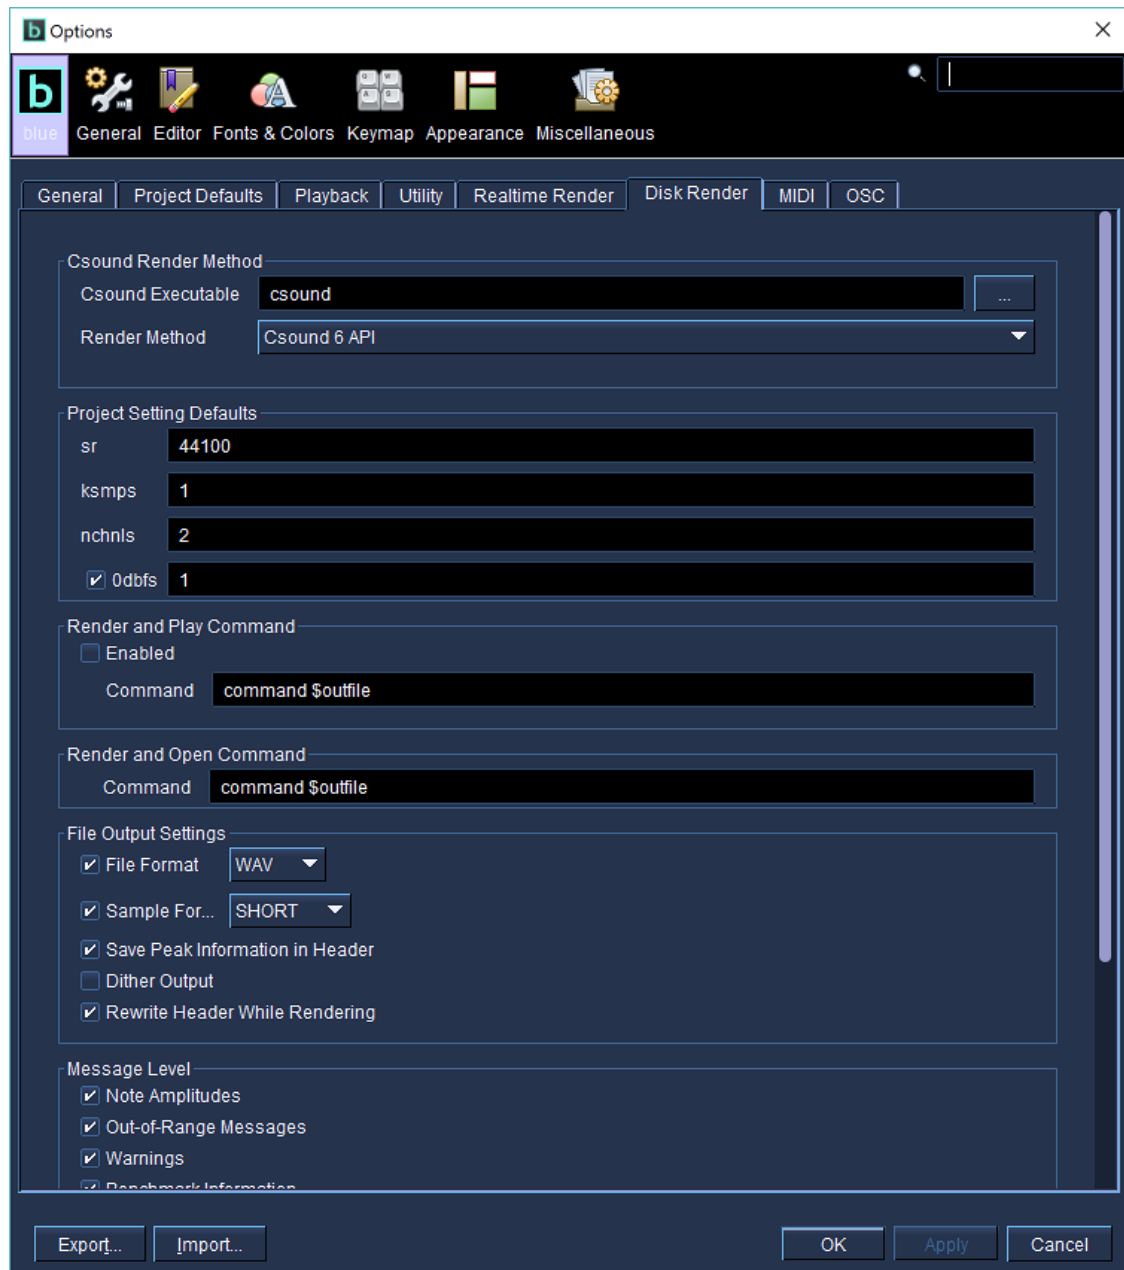 b Options
b
blue General Editor Fonts & Colors Keymap Appearance Miscellaneous
General Project Defaults Playback Utility Realtime Render Disk Render MIDI OSC
Csound Render Method
Csound Executable csound ...
Render Method Csound 6 API
Project Setting Defaults
sr 44100
ksmps 1
nchnls 2
0dbfs 1
Render and Play Command
Enabled
Command command $outfile
Render and Open Command
Command command $outfile
File Output Settings
File Format WAV
Sample For... SHORT
Save Peak Information in Header
Dither Output
Rewrite Header While Rendering
Message Level
Note Amplitudes
Out-of-Range Messages
Warnings
Benchmark Information
Export... Import... OK Apply Cancel